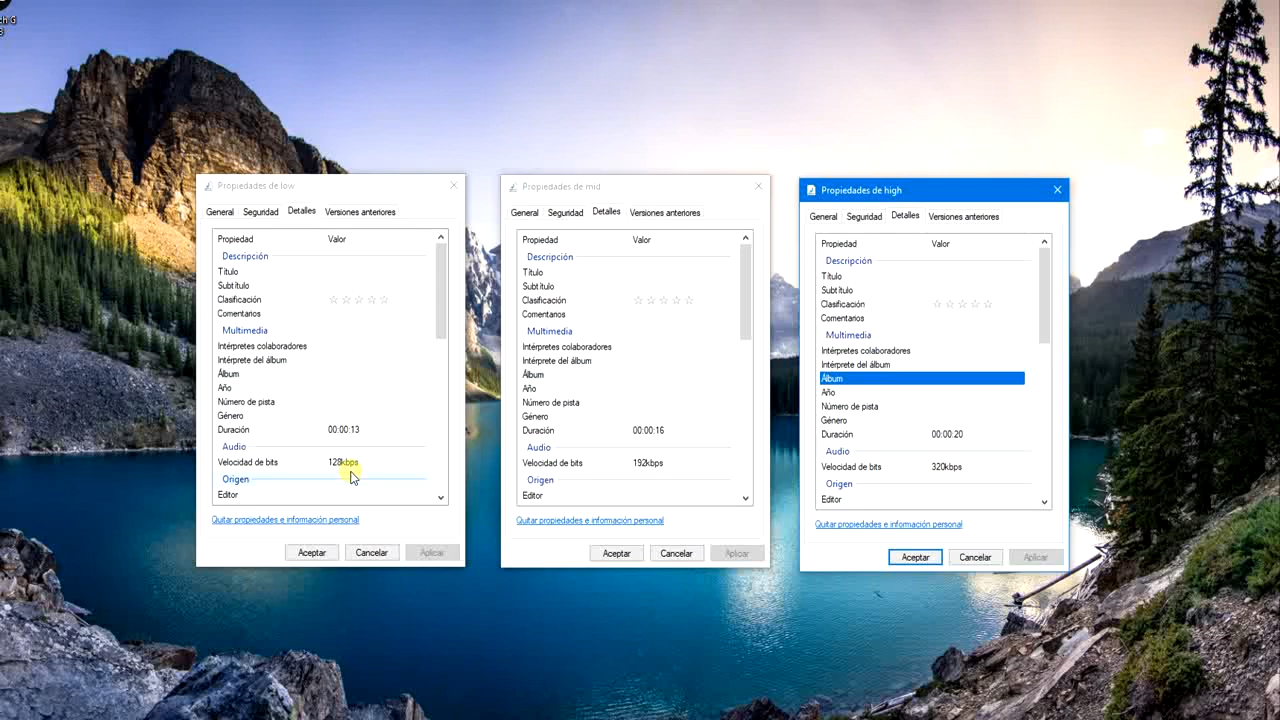 Propiedades de low
General Seguridad Detalles Versiones anteriores
Propiedad Valor
Descripción
Título
Subtítulo
Clasificación
Comentarios
Multimedia
Intérpretes colaboradores
Intérprete del álbum
Álbum
Año
Número de pista
Género
Duración 00:00:13
Audio
Velocidad de bits 128kbps
Origen
Editor
Quitar propiedades e información personal
Aceptar Cancelar Aplicar
Propiedades de mid
General Seguridad Detalles Versiones anteriores
Propiedad Valor
Descripción
Título
Subtítulo
Clasificación
Comentarios
Multimedia
Intérpretes colaboradores
Intérprete del álbum
Álbum
Año
Número de pista
Género
Duración 00:00:16
Audio
Velocidad de bits 192kbps
Origen
Editor
Quitar propiedades e información personal
Aceptar Cancelar Aplicar
Propiedades de high
General Seguridad Detalles Versiones anteriores
Propiedad Valor
Descripción
Título
Subtítulo
Clasificación
Comentarios
Multimedia
Intérpretes colaboradores
Intérprete del álbum
Álbum
Año
Número de pista
Género
Duración 00:00:20
Audio
Velocidad de bits 320kbps
Origen
Editor
Quitar propiedades e información personal
Aceptar Cancelar Aplicar